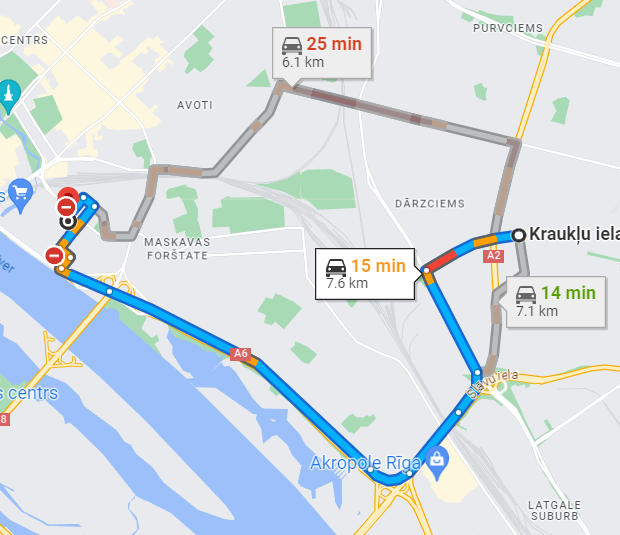 CENTRS
PURVCIEMS
25 min
6.1 km
AVOTI
DĀRZCIEMS
s
MASKAVAS
FORŠTATE
Kraukļu iela
A2
15 min
7.6 km
14 min
7.1 km
A6
Slāvu iela
s centrs
8
Akropole Rīga
LATGALE
SUBURB